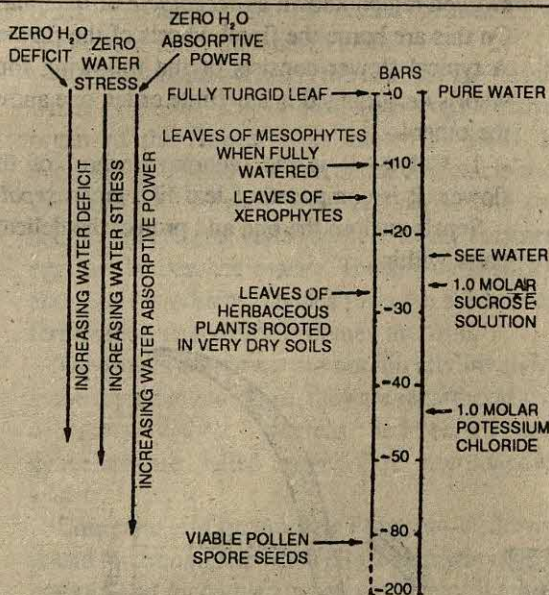 ZERO H₂O
DEFICIT
ZERO
WATER
STRESS
ZERO H₂O
ABSORPTIVE
POWER
BARS
FULLY TURGID LEAF
±0
PURE WATER
LEAVES OF MESOPHYTES
WHEN FULLY
WATERED
-10
LEAVES OF
XEROPHYTES
-20
SEE WATER
1.0 MOLAR
SUCROSE
SOLUTION
LEAVES OF
HERBACEOUS
PLANTS ROOTED
IN VERY DRY SOILS
-30
-40
1.0 MOLAR
POTESSIUM
CHLORIDE
-50
-80
VIABLE POLLEN
SPORE SEEDS
-200
INCREASING WATER DEFICIT
INCREASING WATER STRESS
INCREASING WATER ABSORPTIVE POWER